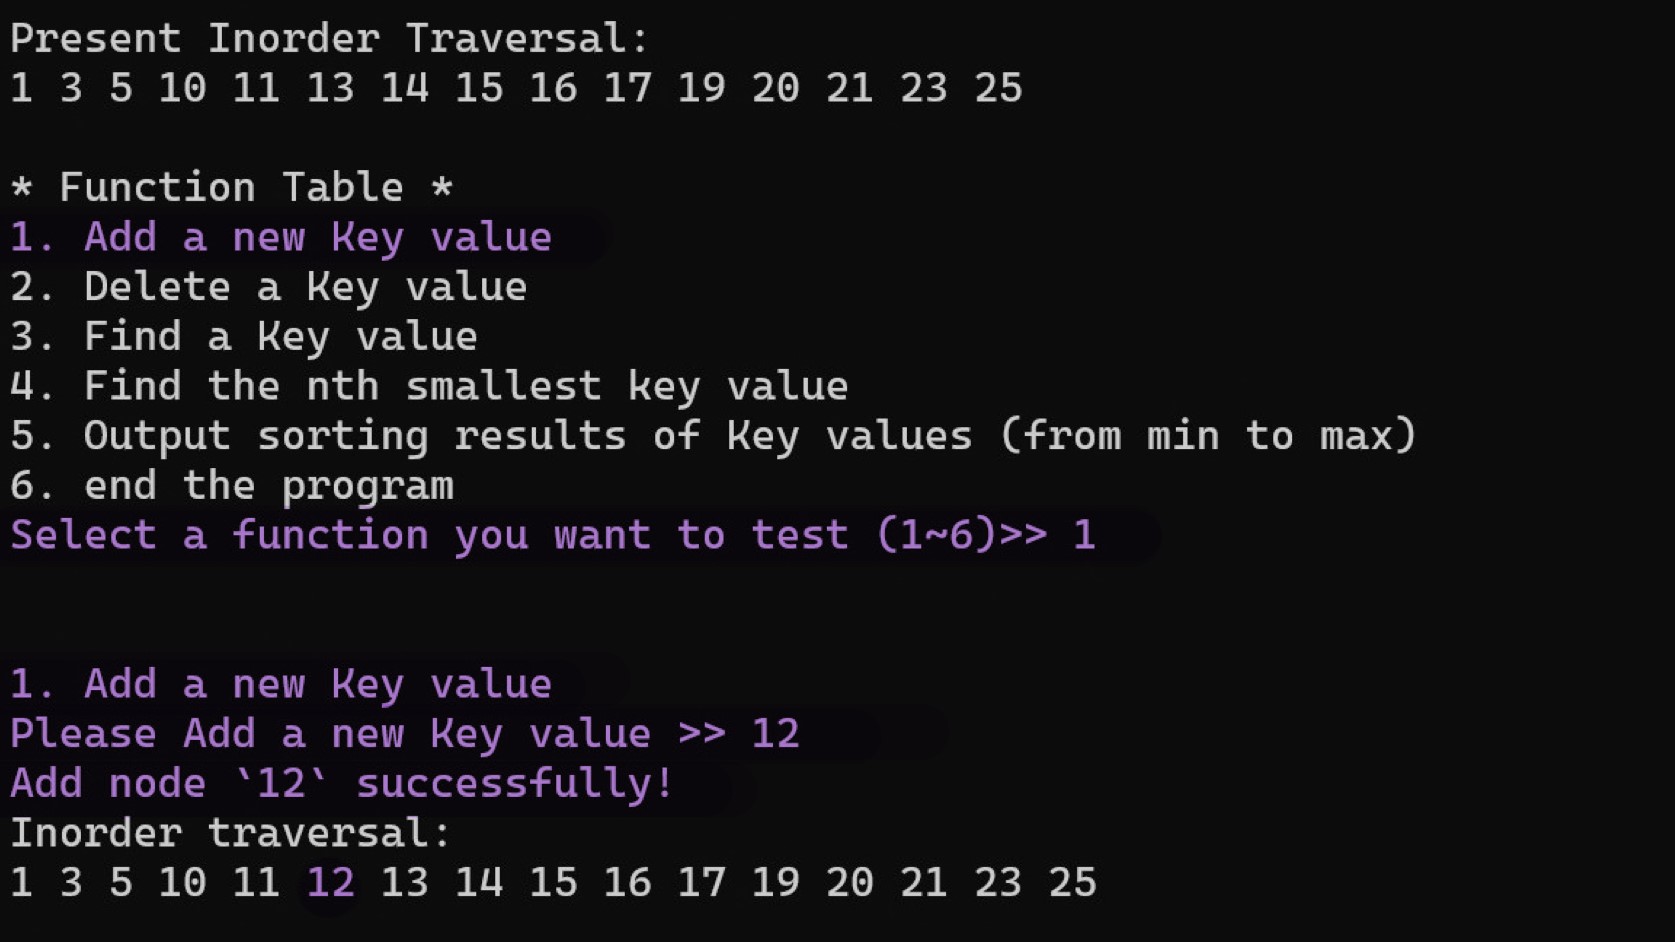 Present Inorder Traversal:
1 3 5 10 11 13 14 15 16 17 19 20 21 23 25
* Function Table *
1. Add a new Key value
2. Delete a Key value
3. Find a Key value
4. Find the nth smallest key value
5. Output sorting results of Key values (from min to max)
6. end the program
Select a function you want to test (1~6)>> 1
1. Add a new Key value
Please Add a new Key value >> 12
Add node `12` successfully!
Inorder traversal:
1 3 5 10 11 12 13 14 15 16 17 19 20 21 23 25